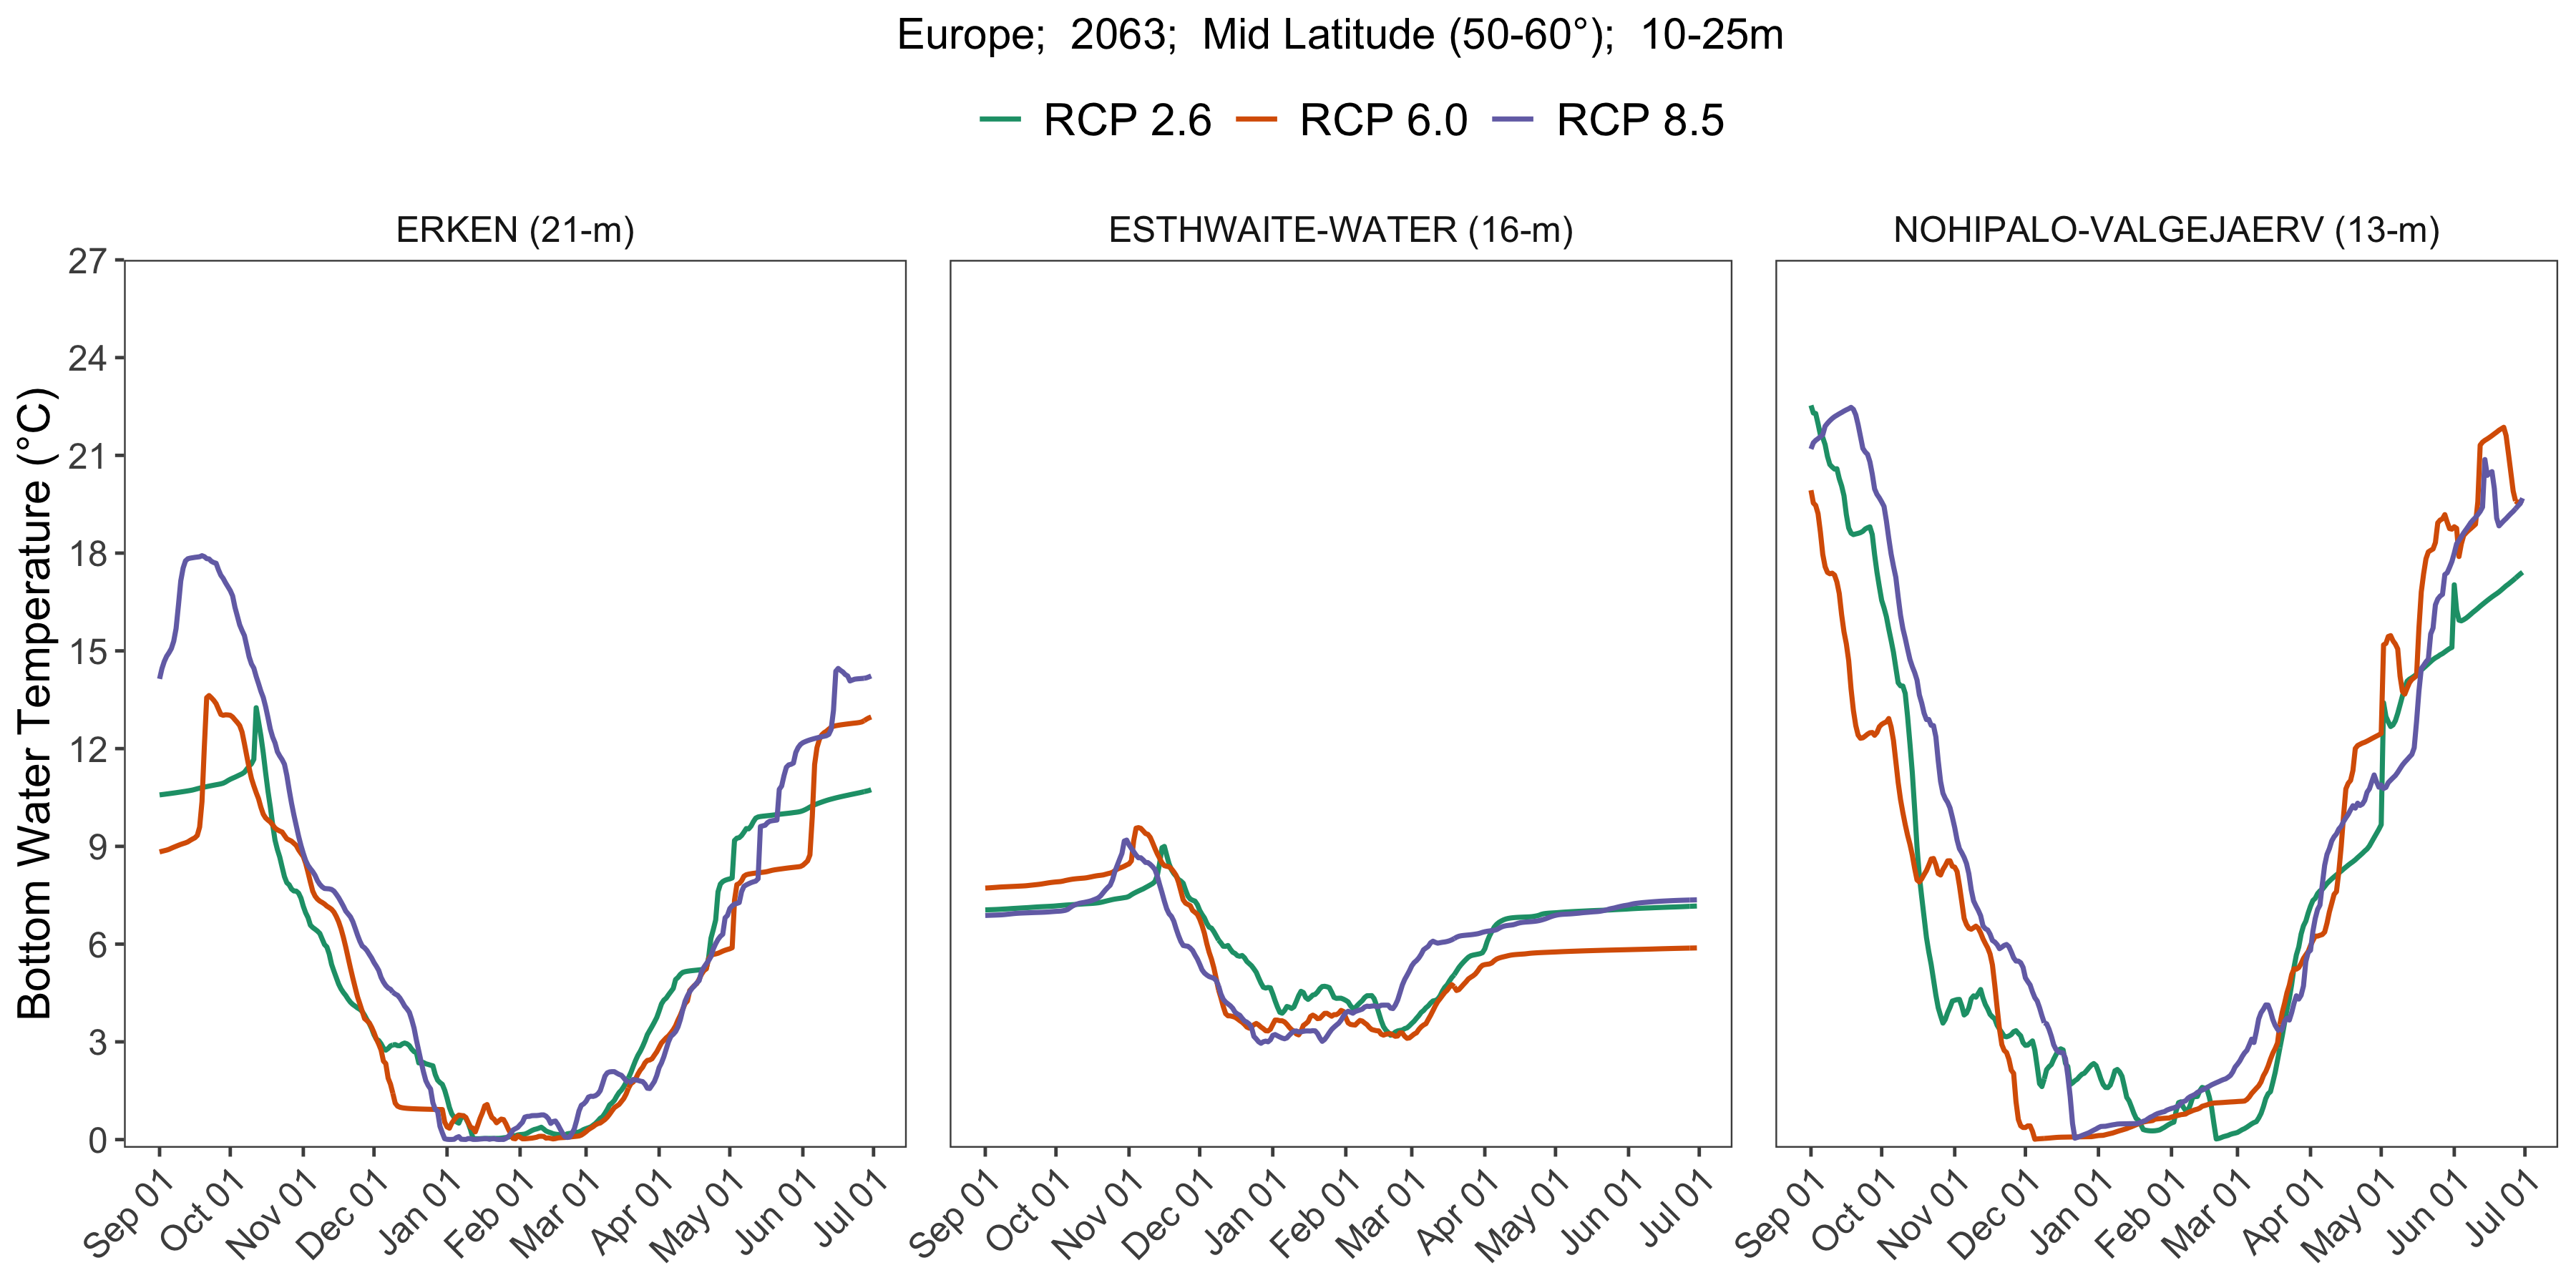 Europe;  2063;  Mid Latitude (50-60°);  10-25m
RCP 2.6 RCP 6.0 RCP 8.5
ERKEN (21-m) ESTHWAITE-WATER (16-m) NOHIPALO-VALGEJAERV (13-m)
Bottom Water Temperature (°C)
27
24
21
18
15
12
9
6
3
0
Sep 01 Oct 01 Nov 01 Dec 01 Jan 01 Feb 01 Mar 01 Apr 01 May 01 Jun 01 Jul 01
Sep 01 Oct 01 Nov 01 Dec 01 Jan 01 Feb 01 Mar 01 Apr 01 May 01 Jun 01 Jul 01
Sep 01 Oct 01 Nov 01 Dec 01 Jan 01 Feb 01 Mar 01 Apr 01 May 01 Jun 01 Jul 01